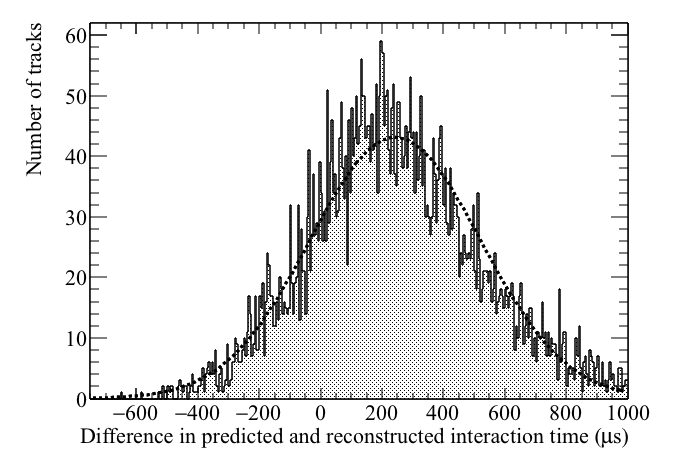 Number of tracks
60
50
40
30
20
10
0
−600 −400 −200 0 200 400 600 800 1000
Difference in predicted and reconstructed interaction time (μs)